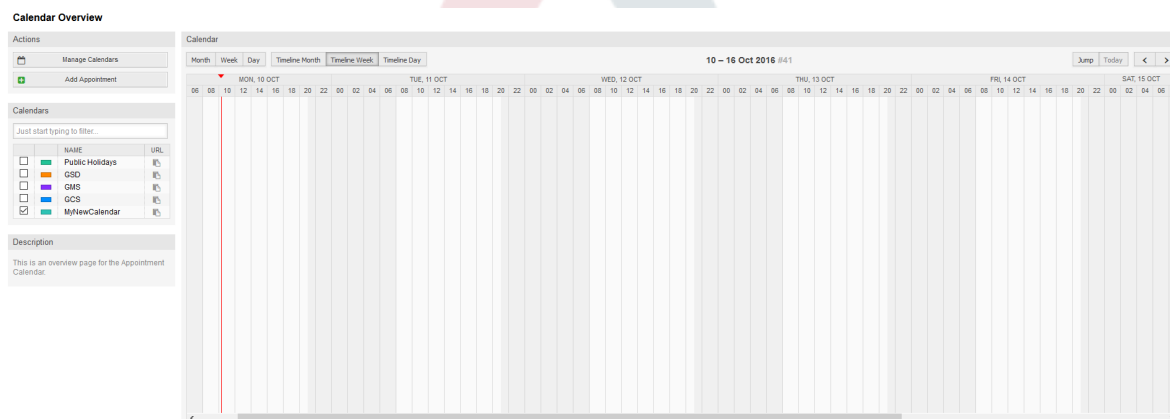 Calendar Overview
Actions
Manage Calendars
Add Appointment
Calendars
Just start typing to filter...
NAME URL
Public Holidays
GSD
GMS
GCS
MyNewCalendar
Description
This is an overview page for the Appointment
Calendar.
Calendar
Month Week Day Timeline Month Timeline Week Timeline Day 10 – 16 Oct 2016 #41 Jump Today < >
MON, 10 OCT TUE, 11 OCT WED, 12 OCT THU, 13 OCT FRI, 14 OCT SAT, 15 OCT
06 08 10 12 14 16 18 20 22 00 02 04 06 08 10 12 14 16 18 20 22 00 02 04 06 08 10 12 14 16 18 20 22 00 02 04 06 08 10 12 14 16 18 20 22 00 02 04 06 08 10 12 14 16 18 20 22 00 02 04 06